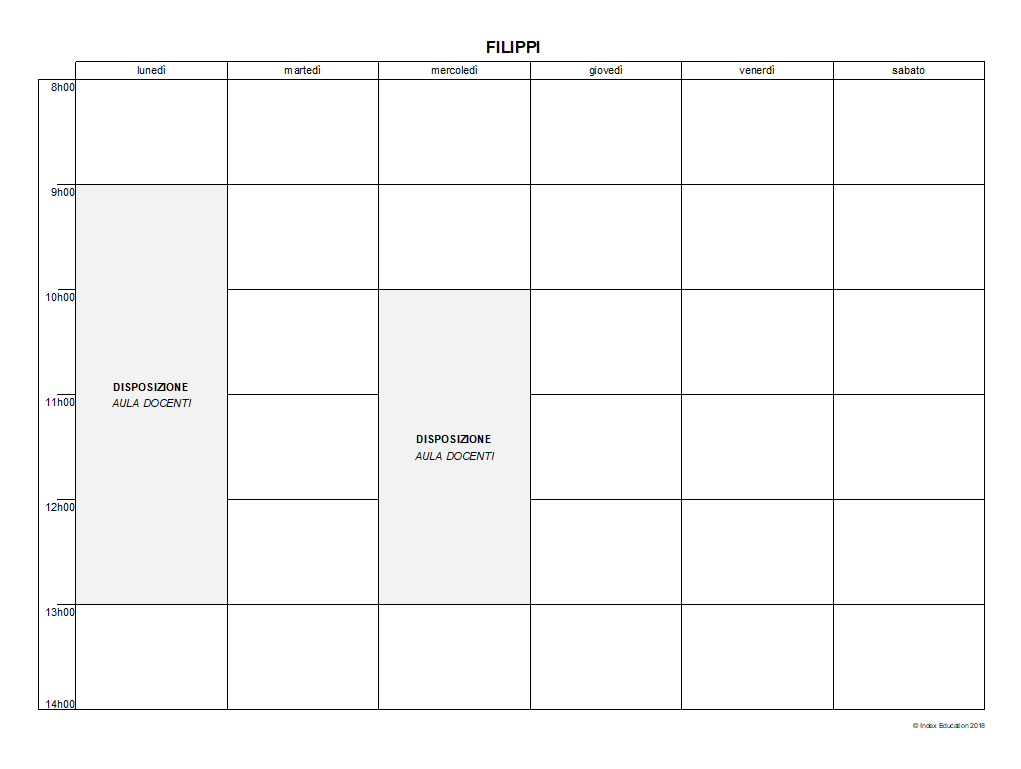 FILIPPI
lunedì martedì mercoledì giovedì venerdì sabato
8h00
9h00
10h00
DISPOSIZIONE
AULA DOCENTI
11h00
DISPOSIZIONE
AULA DOCENTI
12h00
13h00
14h00
© Index Education 2018